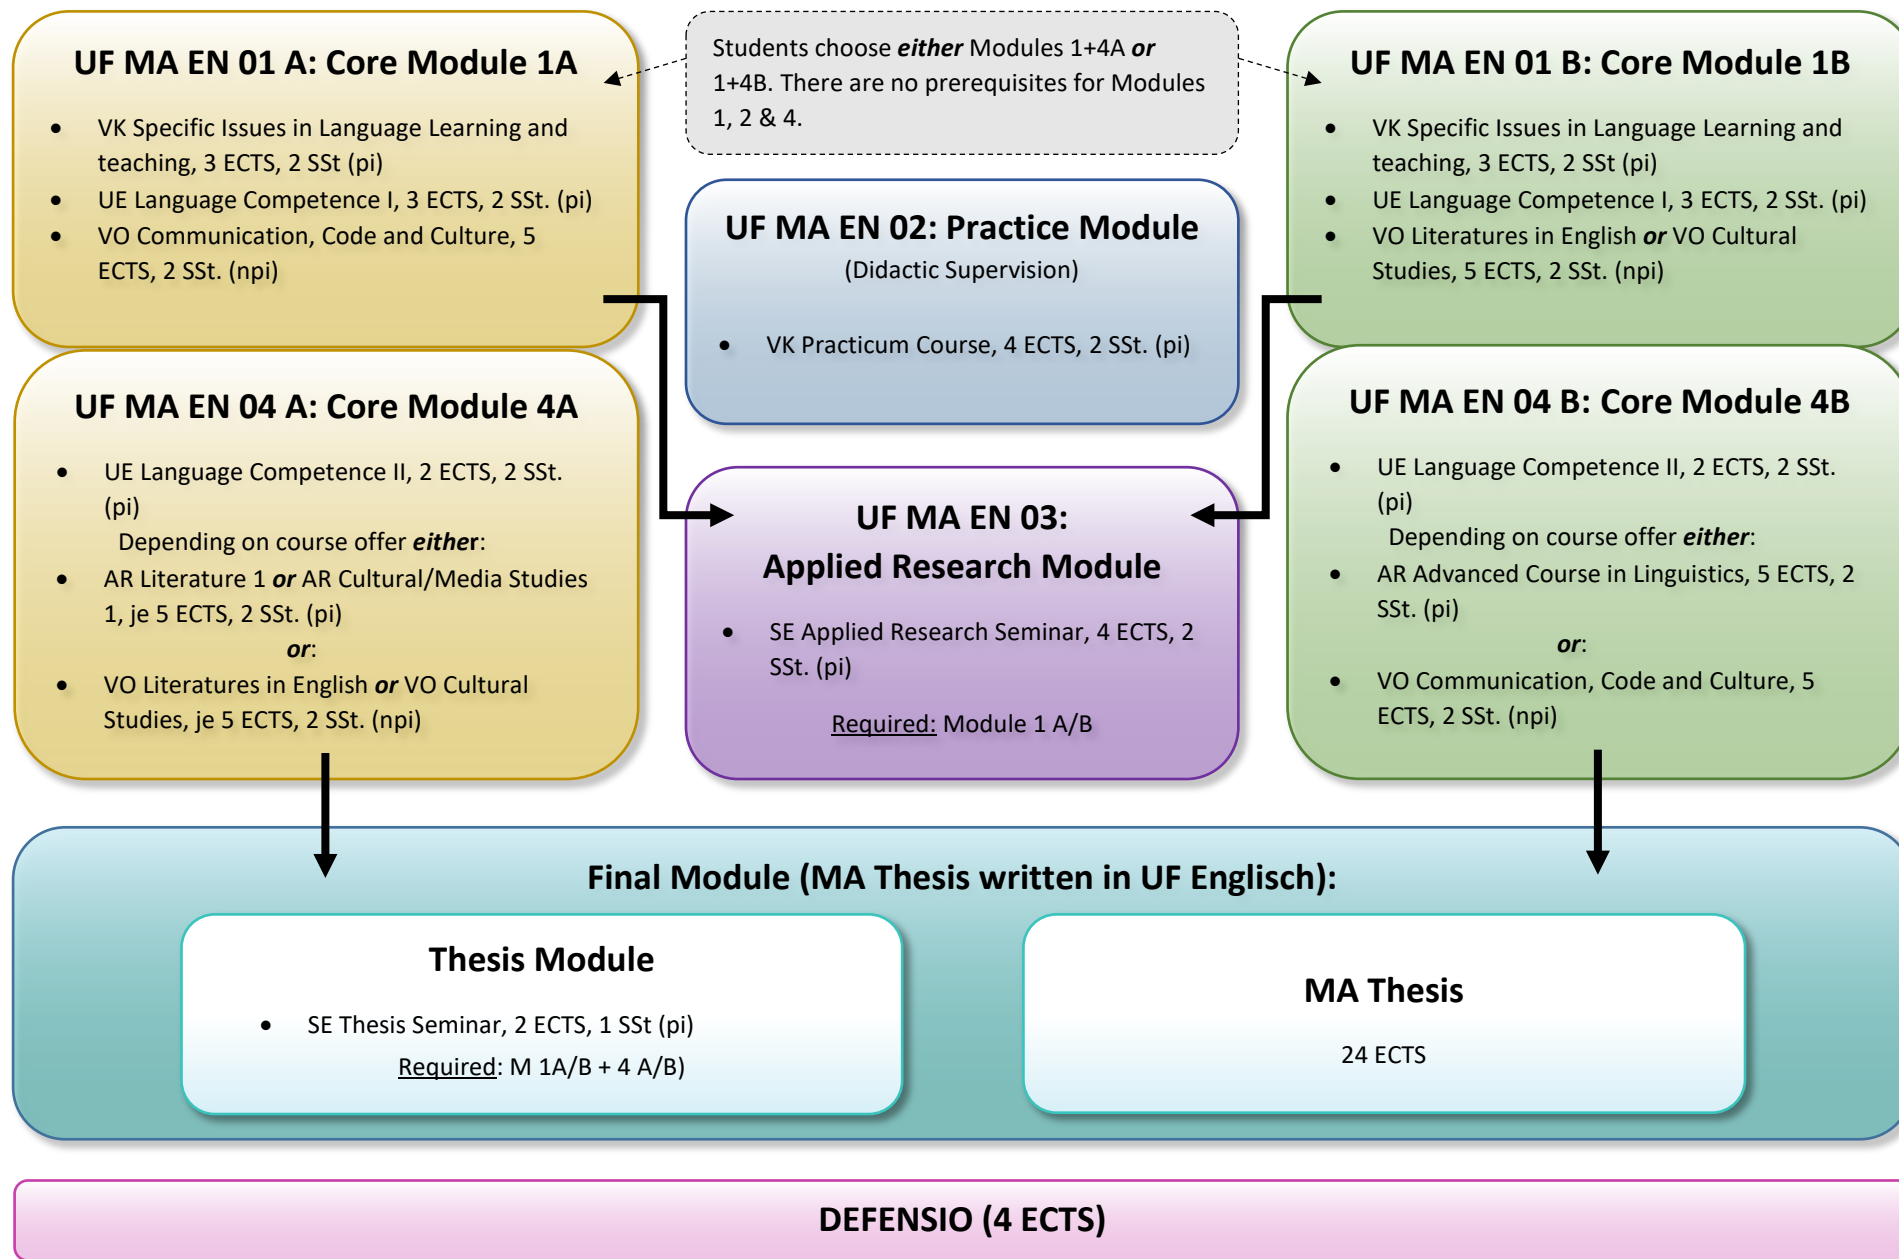 UF MA EN 01 A: Core Module 1A
• VK Specific Issues in Language Learning and
teaching, 3 ECTS, 2 SSt (pi)
• UE Language Competence I, 3 ECTS, 2 SSt. (pi)
• VO Communication, Code and Culture, 5
ECTS, 2 SSt. (npi)
Students choose either Modules 1+4A or
1+4B. There are no prerequisites for Modules
1, 2 & 4.
UF MA EN 01 B: Core Module 1B
• VK Specific Issues in Language Learning and
teaching, 3 ECTS, 2 SSt (pi)
• UE Language Competence I, 3 ECTS, 2 SSt. (pi)
• VO Literatures in English or VO Cultural
Studies, 5 ECTS, 2 SSt. (npi)
UF MA EN 02: Practice Module
(Didactic Supervision)
• VK Practicum Course, 4 ECTS, 2 SSt. (pi)
UF MA EN 04 A: Core Module 4A
• UE Language Competence II, 2 ECTS, 2 SSt.
(pi)
Depending on course offer either:
• AR Literature 1 or AR Cultural/Media Studies
1, je 5 ECTS, 2 SSt. (pi)
or:
• VO Literatures in English or VO Cultural
Studies, je 5 ECTS, 2 SSt. (npi)
UF MA EN 03:
Applied Research Module
• SE Applied Research Seminar, 4 ECTS, 2
SSt. (pi)
Required: Module 1 A/B
UF MA EN 04 B: Core Module 4B
• UE Language Competence II, 2 ECTS, 2 SSt.
(pi)
Depending on course offer either:
• AR Advanced Course in Linguistics, 5 ECTS, 2
SSt. (pi)
or:
• VO Communication, Code and Culture, 5
ECTS, 2 SSt. (npi)
Final Module (MA Thesis written in UF Englisch):
Thesis Module
• SE Thesis Seminar, 2 ECTS, 1 SSt (pi)
Required: M 1A/B + 4 A/B)
MA Thesis
24 ECTS
DEFENSIO (4 ECTS)